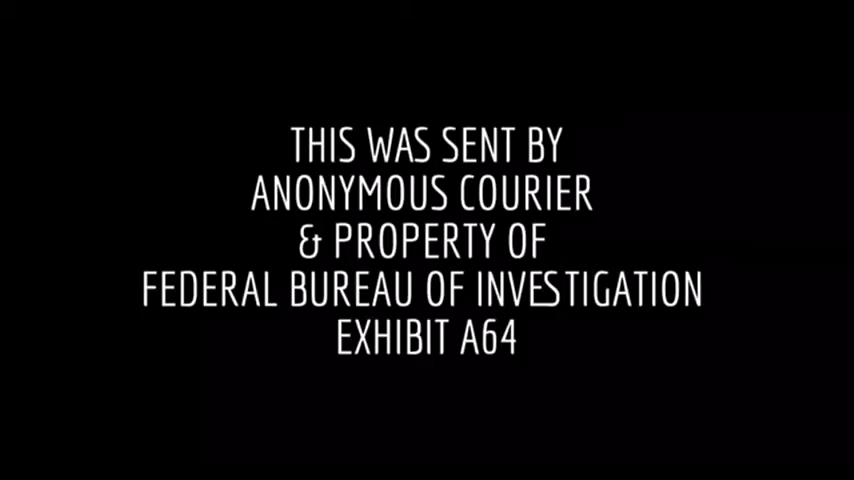 THIS WAS SENT BY
ANONYMOUS COURIER
& PROPERTY OF
FEDERAL BUREAU OF INVESTIGATION
EXHIBIT A64